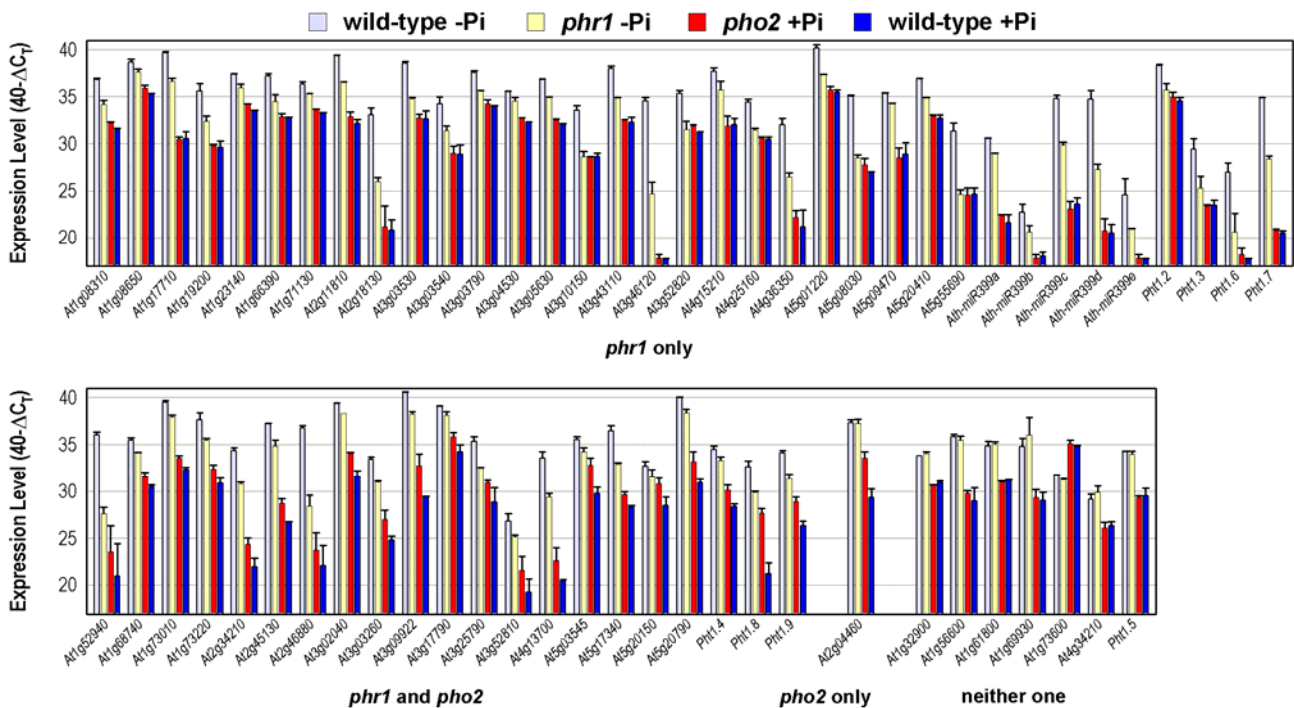 wild-type -Pi phr1 -Pi pho2 +Pi wild-type +Pi
Expression Level (40-ΔCT)
40
35
30
25
20
At1g08310 At1g08650 At1g17710 At1g19200 At1g23140 At1g66390 At1g71130 At2g11810 At2g18130 At3g03530 At3g03540 At3g03790 At3g04530 At3g05630 At3g10150 At3g43110 At3g46120 At3g52820 At4g15210 At4g25160 At4g36350 At5g01220 At5g08030 At5g09470 At5g20410 At5g55690 Ath-miR399a Ath-miR399b Ath-miR399c Ath-miR399d Ath-miR399e Pht1.2 Pht1.3 Pht1.6 Pht1.7
phr1 only
Expression Level (40-ΔCT)
40
35
30
25
20
At1g52940 At1g68740 At1g73010 At1g73220 At2g34210 At2g45130 At2g46880 At3g02040 At3g03260 At3g09922 At3g17790 At3g25790 At3g52810 At4g13700 At5g03545 At5g17340 At5g20150 At5g20790 Pht1.4 Pht1.8 Pht1.9 At2g04460 At1g32900 At1g56600 At1g61800 At1g69930 At1g73600 At4g34210 Pht1.5
phr1 and pho2 pho2 only neither one